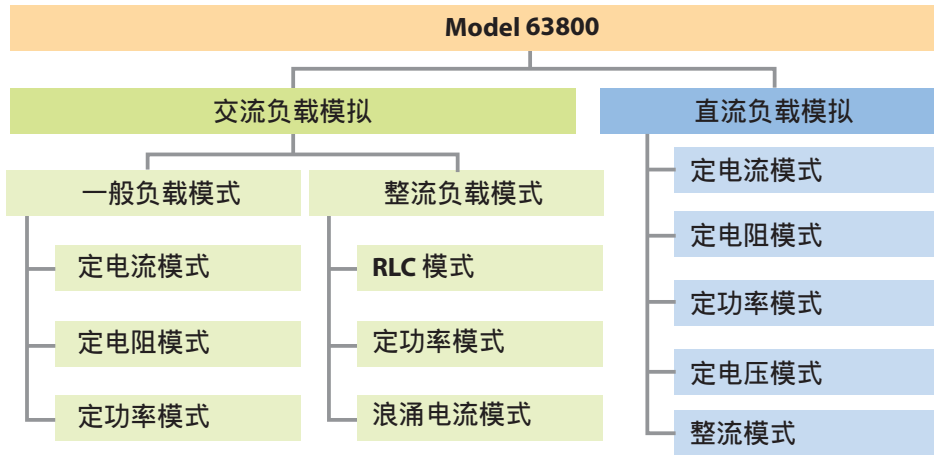 Model 63800
交流负载模拟
一般负载模式
定电流模式
定电阻模式
定功率模式
整流负载模式
RLC 模式
定功率模式
浪涌电流模式
直流负载模拟
定电流模式
定电阻模式
定功率模式
定电压模式
整流模式